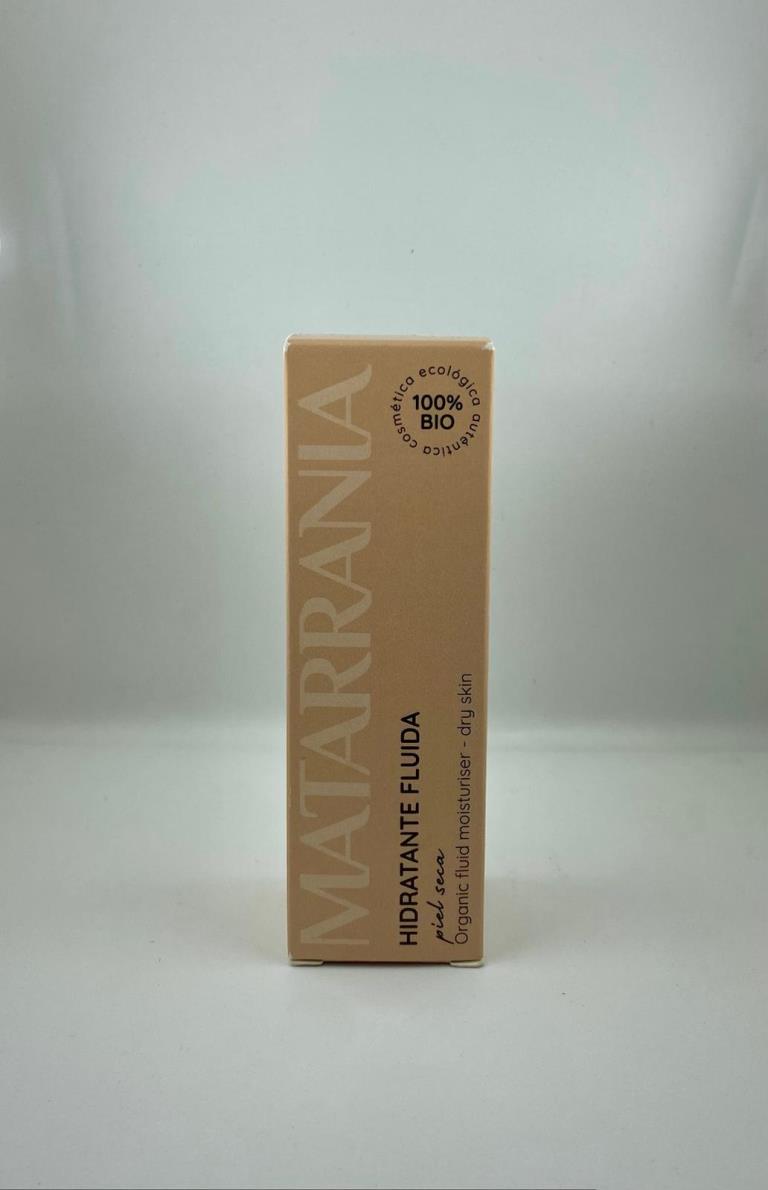 MATARRANIA
cosmética ecológica auténtica
100%
BIO
HIDRATANTE FLUIDA
piel seca
Organic fluid moisturiser - dry skin